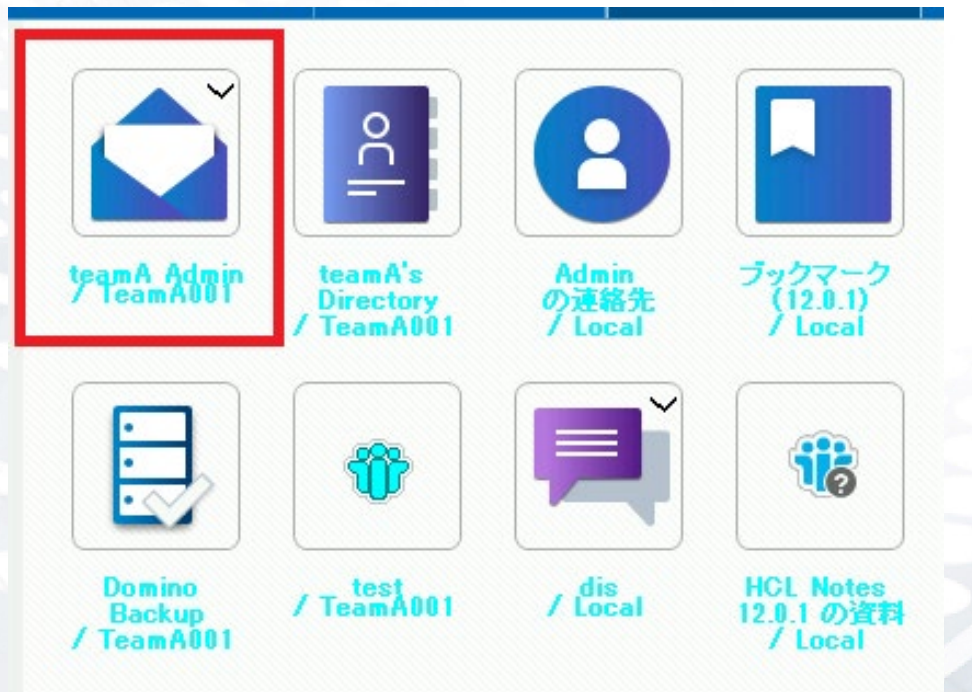 teamA Admin
/ TeamA001
teamA's
Directory
/ TeamA001
Admin
の連絡先
/ Local
ブックマーク
(12.0.1)
/ Local
Domino
Backup
/ TeamA001
test
/ TeamA001
dis
/ Local
HCL Notes
12.0.1 の資料
/ Local